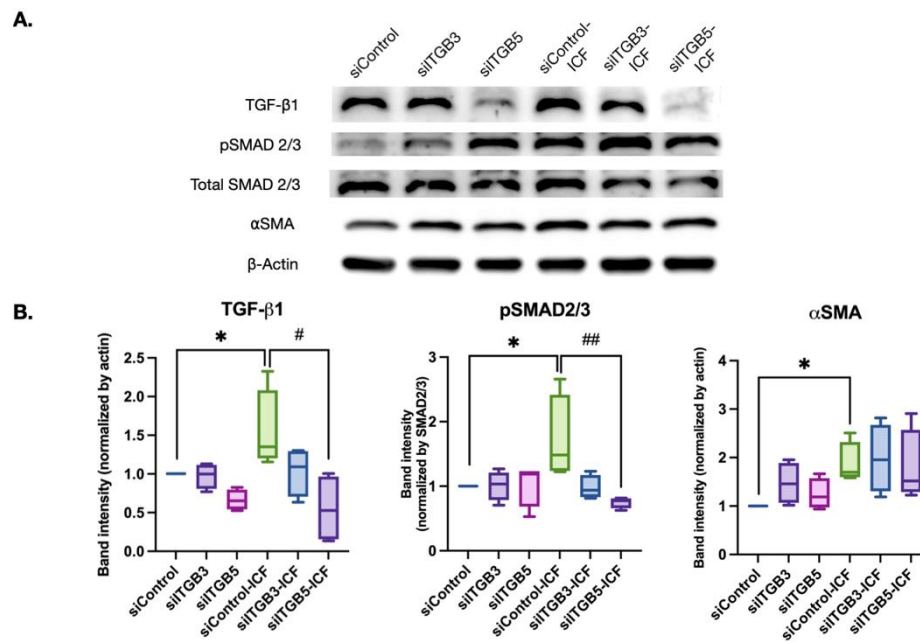 A.
siControl
siITGB3
siITGB5
siControl-
ICF
siITGB3-
ICF
siITGB5-
ICF
TGF-β1
pSMAD 2/3
Total SMAD 2/3
αSMA
β-Actin
B.
TGF-β1
Band intensity (normalized by actin)
2.5
2.0
1.5
1.0
0.5
0.0
*
#
siControl
siITGB3
siITGB5
siControl-ICF
siITGB3-ICF
siITGB5-ICF
pSMAD2/3
Band intensity
(normalized by SMAD2/3)
3
2
1
0
*
##
siControl
siITGB3
siITGB5
siControl-ICF
siITGB3-ICF
siITGB5-ICF
αSMA
Band intensity (normalized by actin)
4
3
2
1
0
*
siControl
siITGB3
siITGB5
siControl-ICF
siITGB3-ICF
siITGB5-ICF